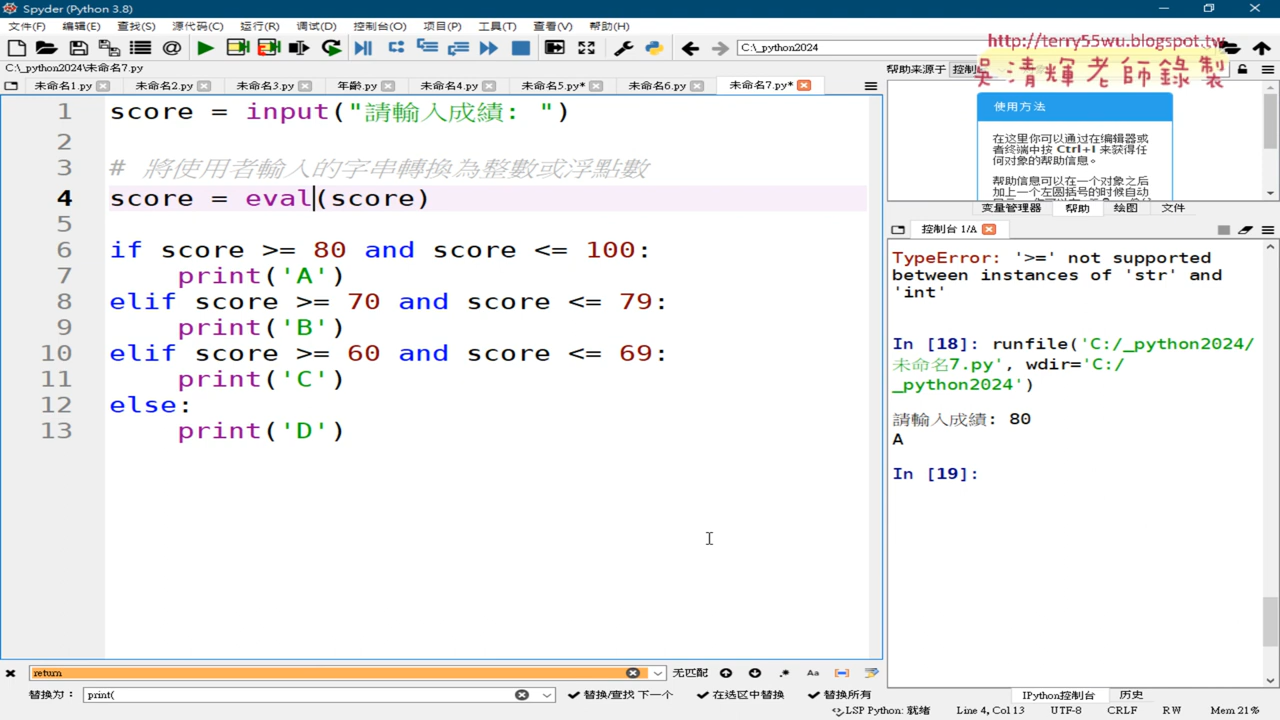 Spyder (Python 3.8)
文件(F) 编辑(E) 查找(S) 源代码(C) 运行(R) 调试(D) 控制台(O) 项目(P) 工具(T) 查看(V) 帮助(H)
C:\_python2024
http://terry55wu.blogspot.tw
吳清輝老師錄製
C:\_python2024\未命名7.py
帮助来源于 控制
未命名1.py 未命名2.py 未命名3.py 年齡.py 未命名4.py 未命名5.py* 未命名6.py 未命名7.py*
1 score = input("請輸入成績: ")
2
3 # 將使用者輸入的字串轉換為整數或浮點數
4 score = eval(score)
5
6 if score >= 80 and score <= 100:
7 print('A')
8 elif score >= 70 and score <= 79:
9 print('B')
10 elif score >= 60 and score <= 69:
11 print('C')
12 else:
13 print('D')
使用方法
在这里你可以通过在编辑器或
者终端中按 Ctrl+I 来获得任
何对象的帮助信息。
帮助信息可以在一个对象之后
加上一个左圆括号的时候自动
变量管理器 帮助 绘图 文件
控制台 1/A
TypeError: '>=' not supported
between instances of 'str' and
'int'
In [18]: runfile('C:/_python2024/
未命名7.py', wdir='C:/
_python2024')
請輸入成績: 80
A
In [19]:
return 无匹配 .* Aa
替换为: print( 替换/查找 下一个 在选区中替换 替换所有
IPython控制台 历史
LSP Python: 就绪 Line 4, Col 13 UTF-8 CRLF RW Mem 21%